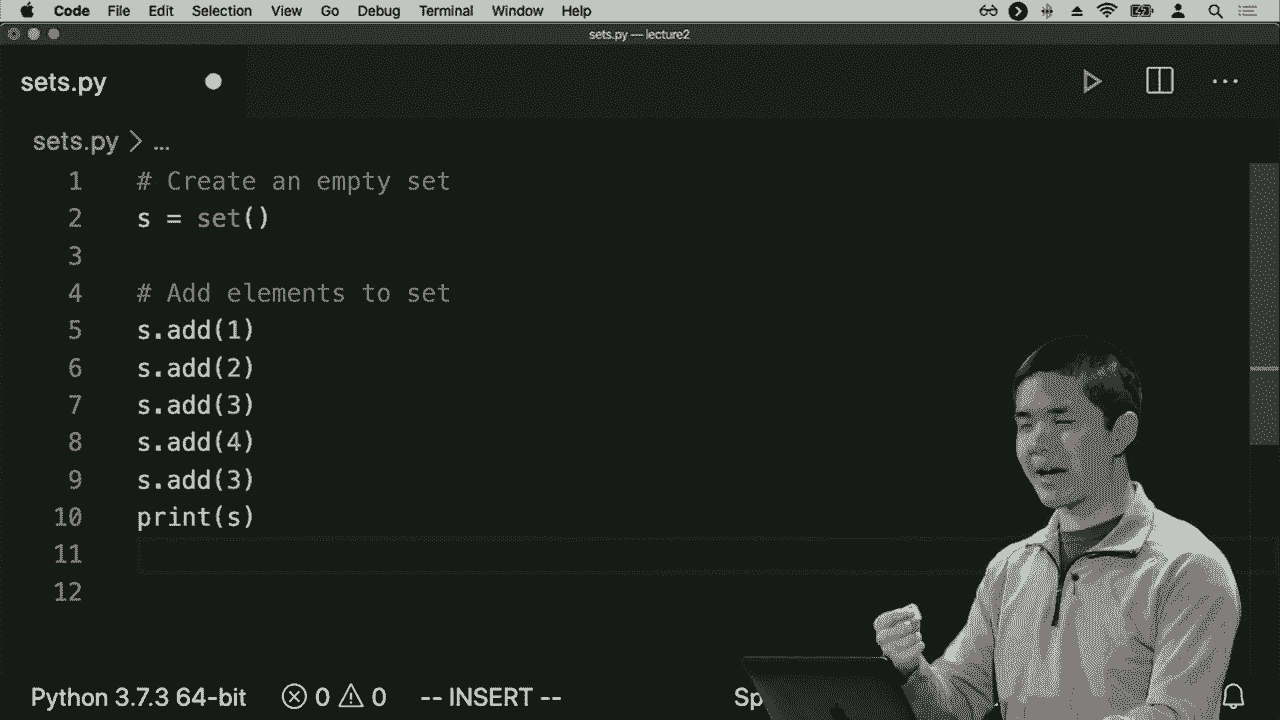 Code File Edit Selection View Go Debug Terminal Window Help
sets.py — lecture2
sets.py
sets.py > ...
1 # Create an empty set
2 s = set()
3
4 # Add elements to set
5 s.add(1)
6 s.add(2)
7 s.add(3)
8 s.add(4)
9 s.add(3)
10 print(s)
11
12
Python 3.7.3 64-bit 0 0 -- INSERT -- Sp